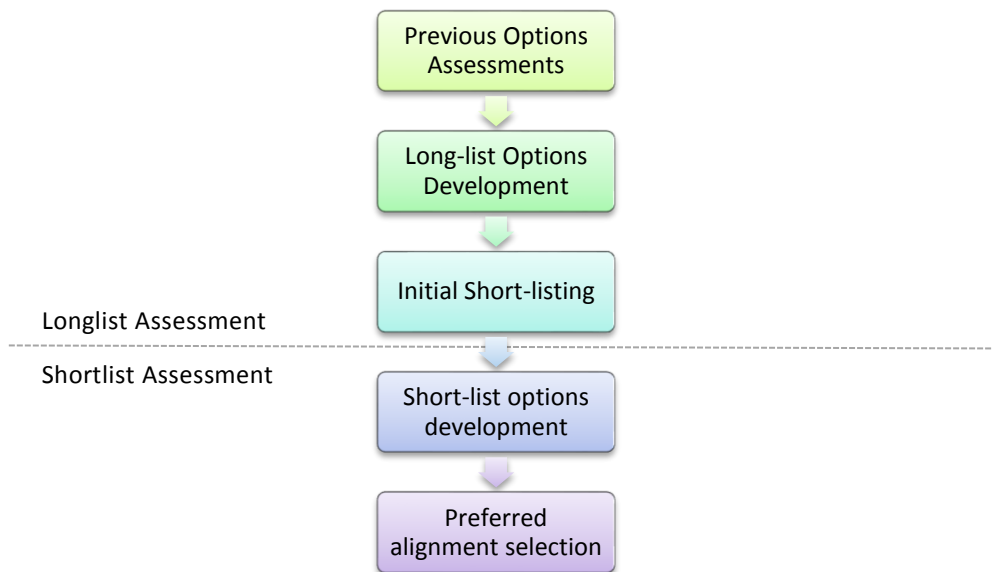 Previous Options
Assessments
Long-list Options
Development
Initial Short-listing
Longlist Assessment
Shortlist Assessment
Short-list options
development
Preferred
alignment selection